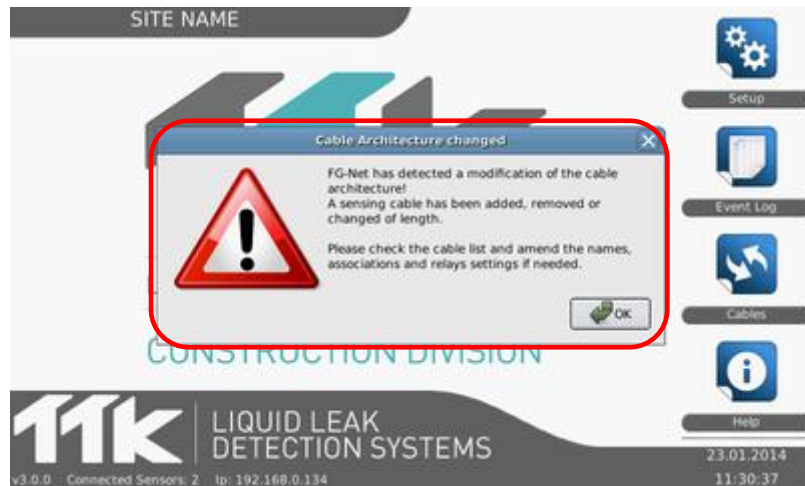 SITE NAME
Setup
Cable Architecture changed
FG-Net has detected a modification of the cable
architecture!
A sensing cable has been added, removed or
changed of length.
Please check the cable list and amend the names,
associations and relays settings if needed.
OK
Event Log
Cables
CONSTRUCTION DIVISION
Help
TTK
LIQUID LEAK
DETECTION SYSTEMS
23.01.2014
11:30:37
v3.0.0 Connected Sensors: 2 Ip: 192.168.0.134